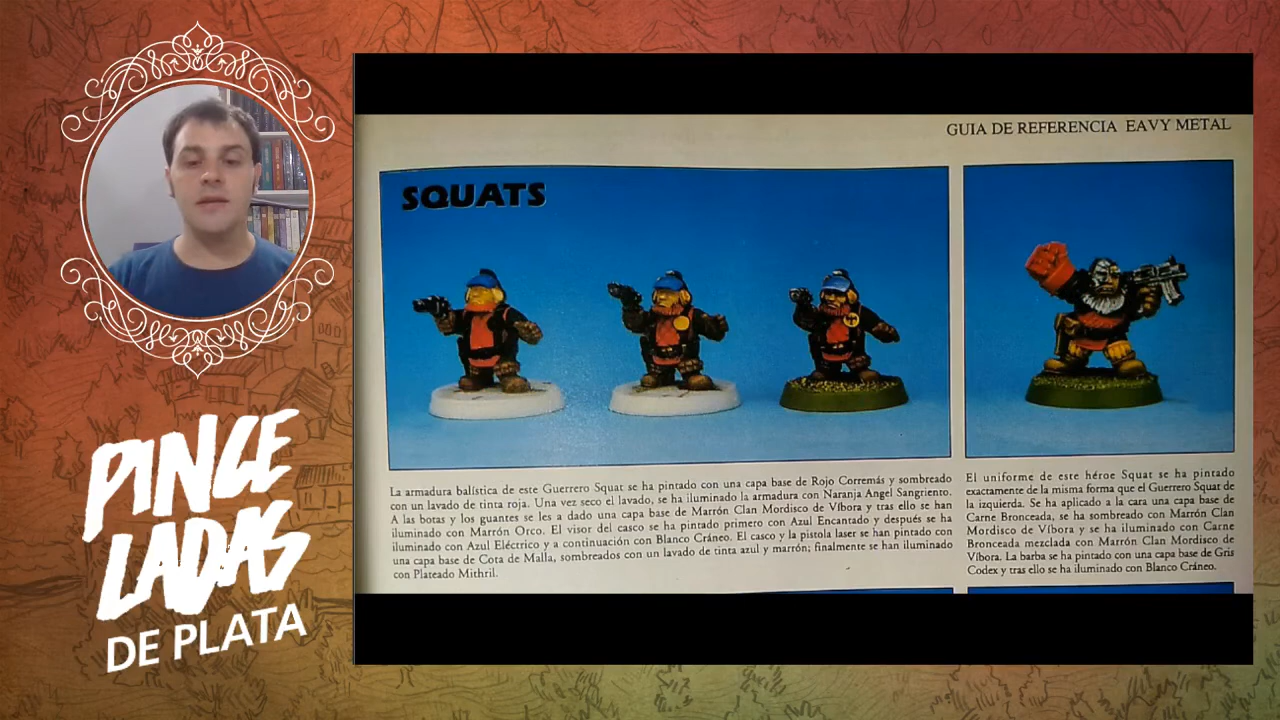 PINCE
LADAS
DE PLATA
GUIA DE REFERENCIA EAVY METAL
SQUATS
La armadura balística de este Guerrero Squat se ha pintado con una capa base de Rojo Corremás y sombreado
con un lavado de tinta roja. Una vez seco el lavado, se ha iluminado la armadura con Naranja Angel Sangriento.
A las botas y los guantes se les a dado una capa base de Marrón Clan Mordisco de Víbora y tras ello se han
iluminado con Marrón Orco. El visor del casco se ha pintado primero con Azul Encantado y después se ha
iluminado con Azul Eléctrico y a continuación con Blanco Cráneo. El casco y la pistola laser se han pintado con
una capa base de Cota de Malla, sombreados con un lavado de tinta azul y marrón; finalmente se han iluminado
con Plateado Mithril.
El uniforme de este héroe Squat se ha pintado
exactamente de la misma forma que el Guerrero Squat de
la izquierda. Se ha aplicado a la cara una capa base de
Carne Bronceada, se ha sombreado con Marrón Clan
Mordisco de Víbora y se ha iluminado con Carne
Bronceada mezclada con Marrón Clan Mordisco de
Víbora. La barba se ha pintado con una capa base de Gris
Codex y tras ello se ha iluminado con Blanco Cráneo.